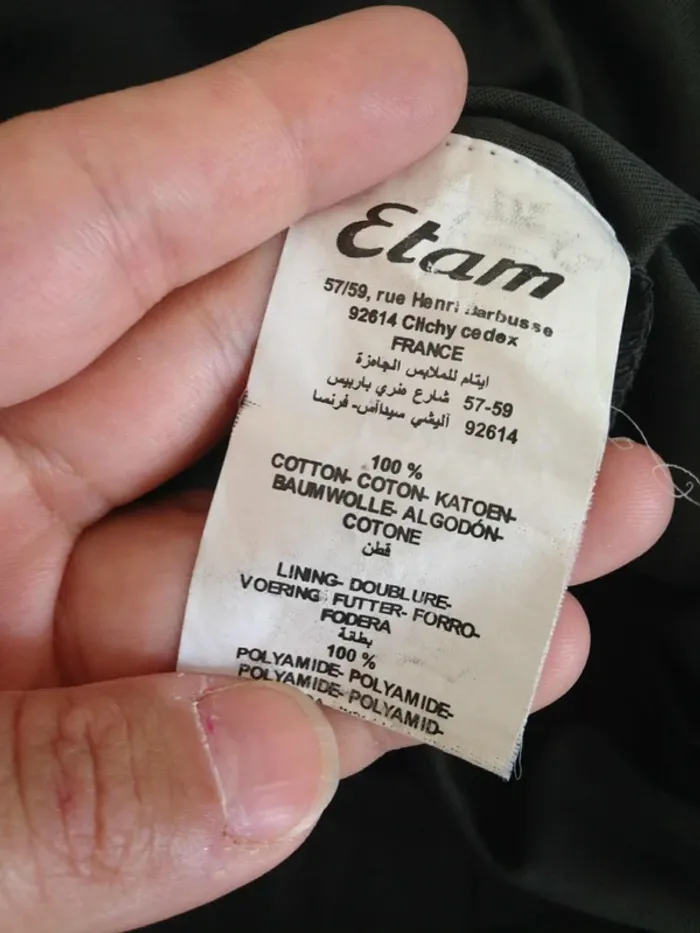 Etam
57/59, rue Henri Barbusse
92614 Clichy cedex
FRANCE
ايتام للملابس الجاهزة
57-59 شارع هنري باربيس
92614 آليشي سيداس- فرنسا
100 %
COTTON- COTON- KATOEN-
BAUMWOLLE- ALGODÓN-
COTONE
قطن
LINING- DOUBLURE-
VOERING FUTTER- FORRO-
FODERA
بطانة
100 %
POLYAMIDE- POLYAMIDE-
POLYAMIDE- POLYAMID-